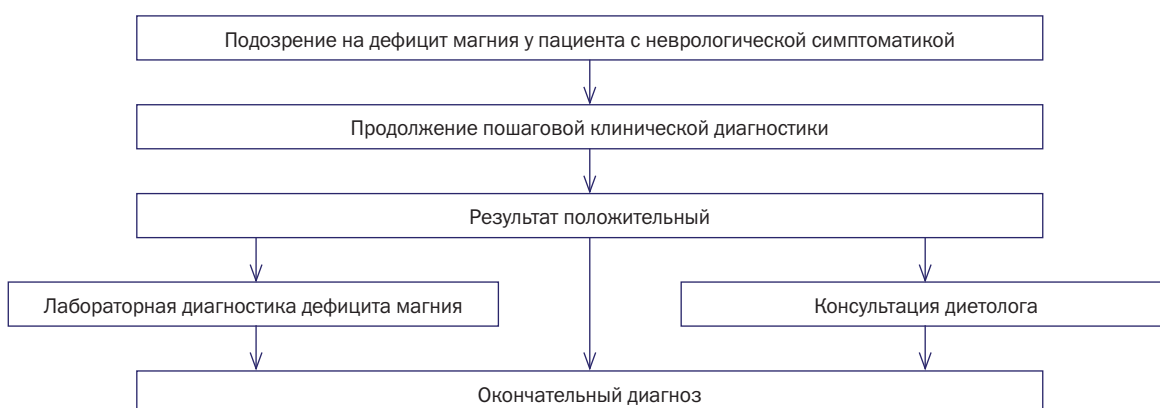 Подозрение на дефицит магния у пациента с неврологической симптоматикой
Продолжение пошаговой клинической диагностики
Результат положительный
Лабораторная диагностика дефицита магния
Консультация диетолога
Окончательный диагноз